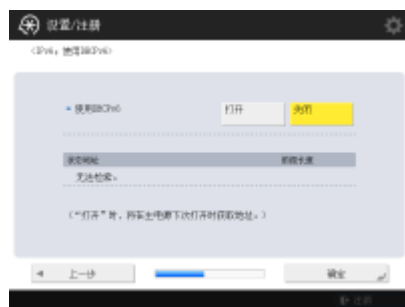 设置/注册
<IPv6: 使用DHCPv6>
使用DHCPv6
打开
关闭
状态地址
前缀长度
无法检索。
(“打开”时，将在主电源下次打开时获取地址。)
上一步
确定
注销